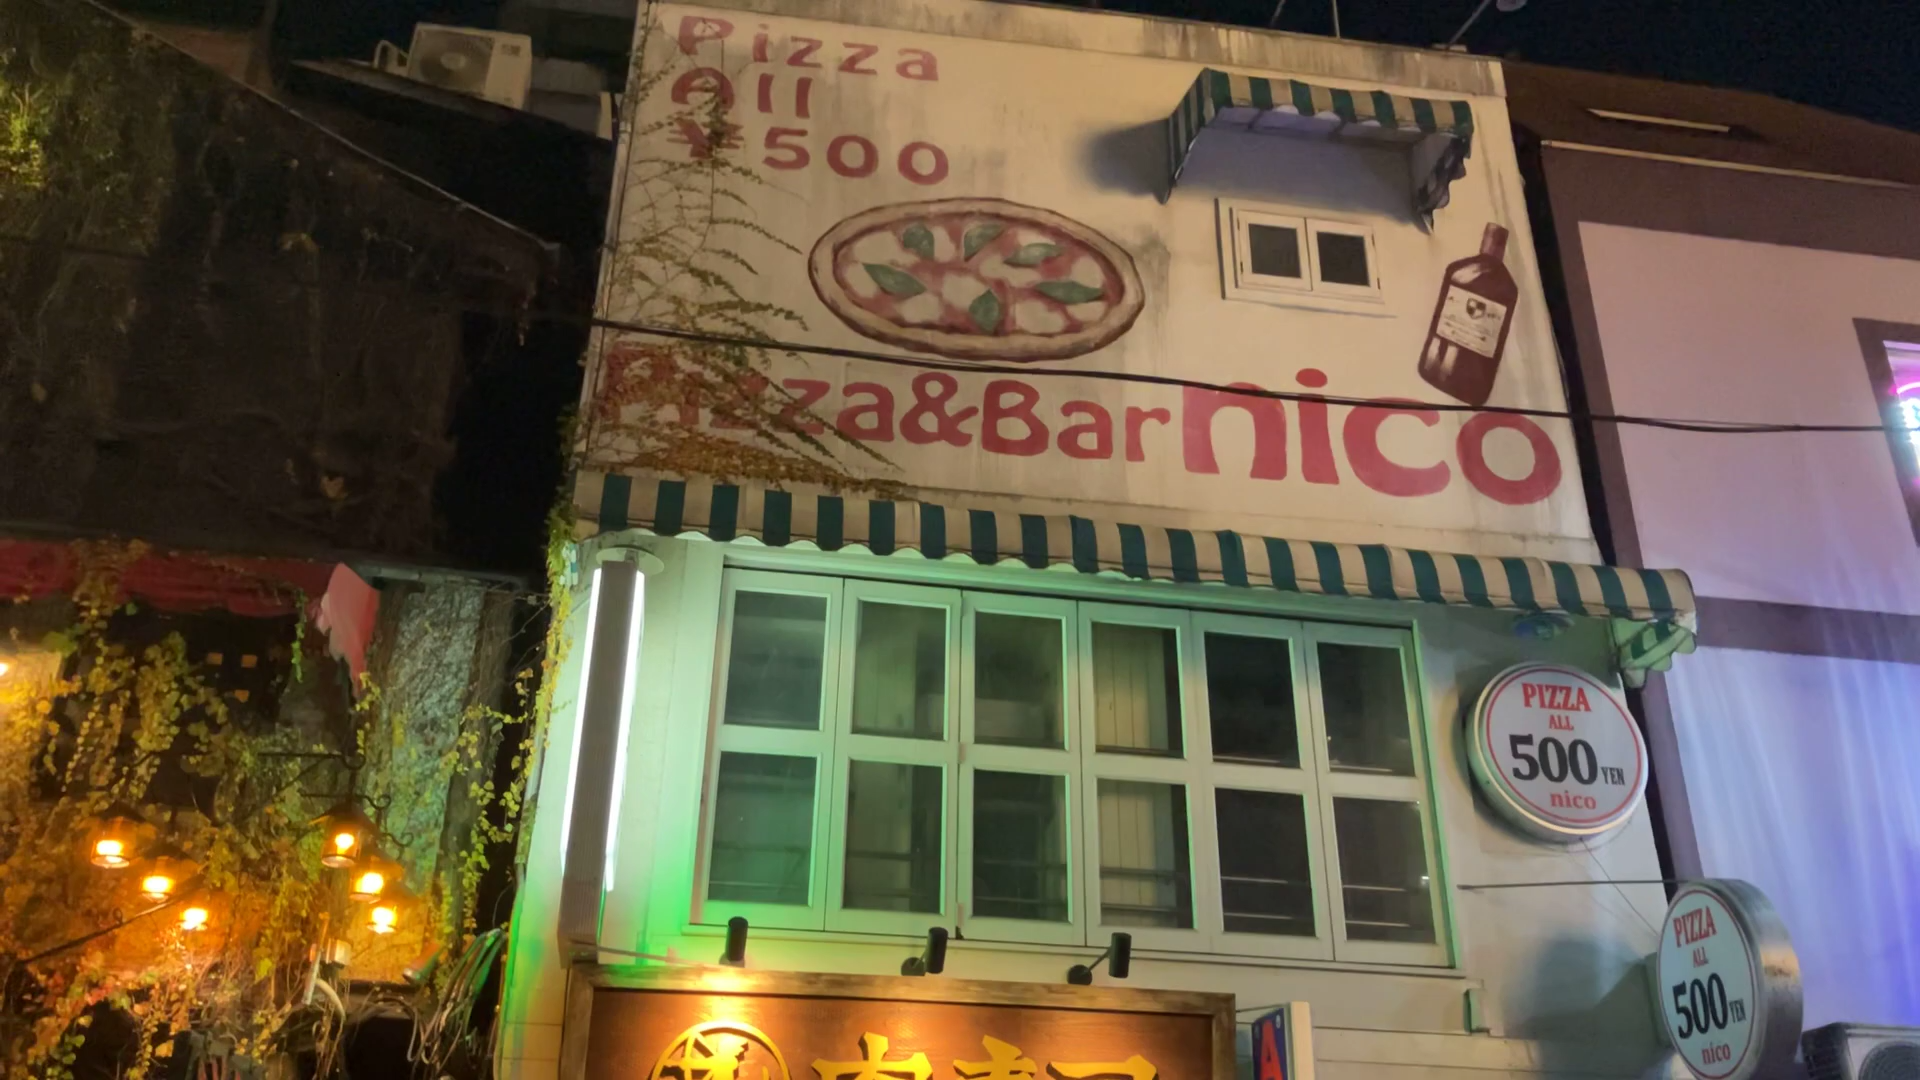 Pizza
All
¥500
Pizza&Bar nico
PIZZA
ALL
500 YEN
nico
PIZZA
ALL
500 YEN
nico
A